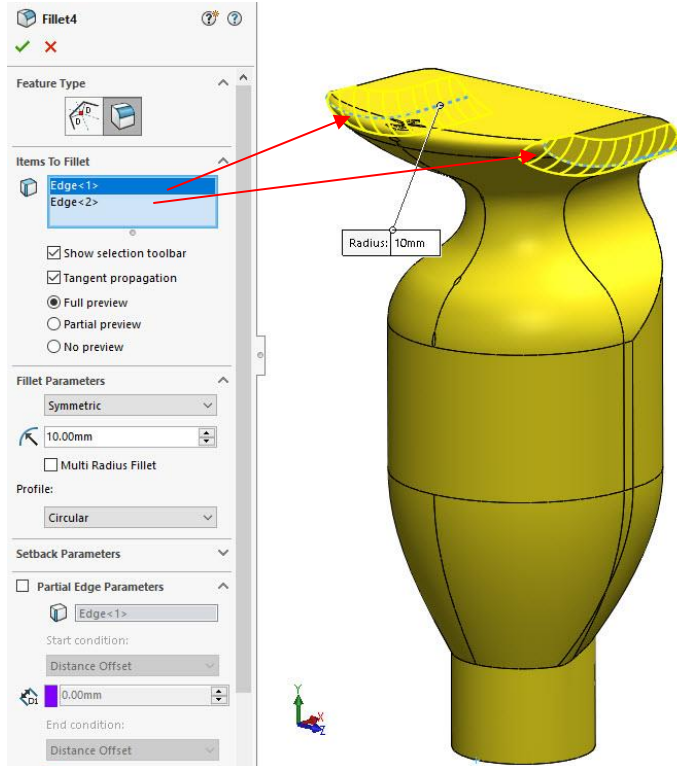 Fillet4
Feature Type
Items To Fillet
Edge<1>
Edge<2>
Show selection toolbar
Tangent propagation
Full preview
Partial preview
No preview
Fillet Parameters
Symmetric
10.00mm
Multi Radius Fillet
Profile:
Circular
Setback Parameters
Partial Edge Parameters
Edge<1>
Start condition:
Distance Offset
D1 0.00mm
End condition:
Distance Offset
Radius: 10mm
Y
X
Z